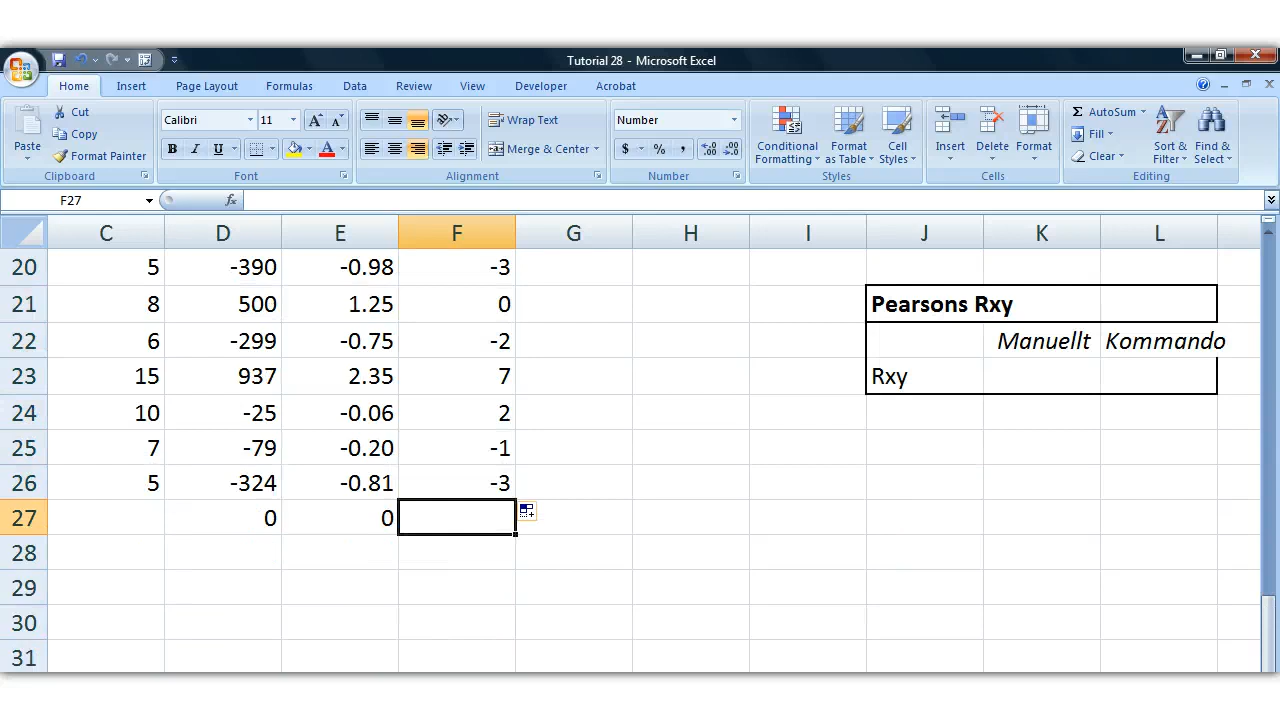 Tutorial 28 - Microsoft Excel
Home Insert Page Layout Formulas Data Review View Developer Acrobat
Cut
Copy
Format Painter
Paste
Clipboard
Calibri 11
B I U
Font
Wrap Text
Merge & Center
Alignment
Number
$ % ,
Number
Conditional Formatting
Format as Table
Cell Styles
Styles
Insert Delete Format
Cells
Σ AutoSum
Fill
Clear
Sort & Filter
Find & Select
Editing
F27 fx
C D E F G H I J K L
20 5 -390 -0.98 -3
21 8 500 1.25 0 Pearsons Rxy
22 6 -299 -0.75 -2 Manuellt Kommando
23 15 937 2.35 7 Rxy
24 10 -25 -0.06 2
25 7 -79 -0.20 -1
26 5 -324 -0.81 -3
27 0 0
28
29
30
31